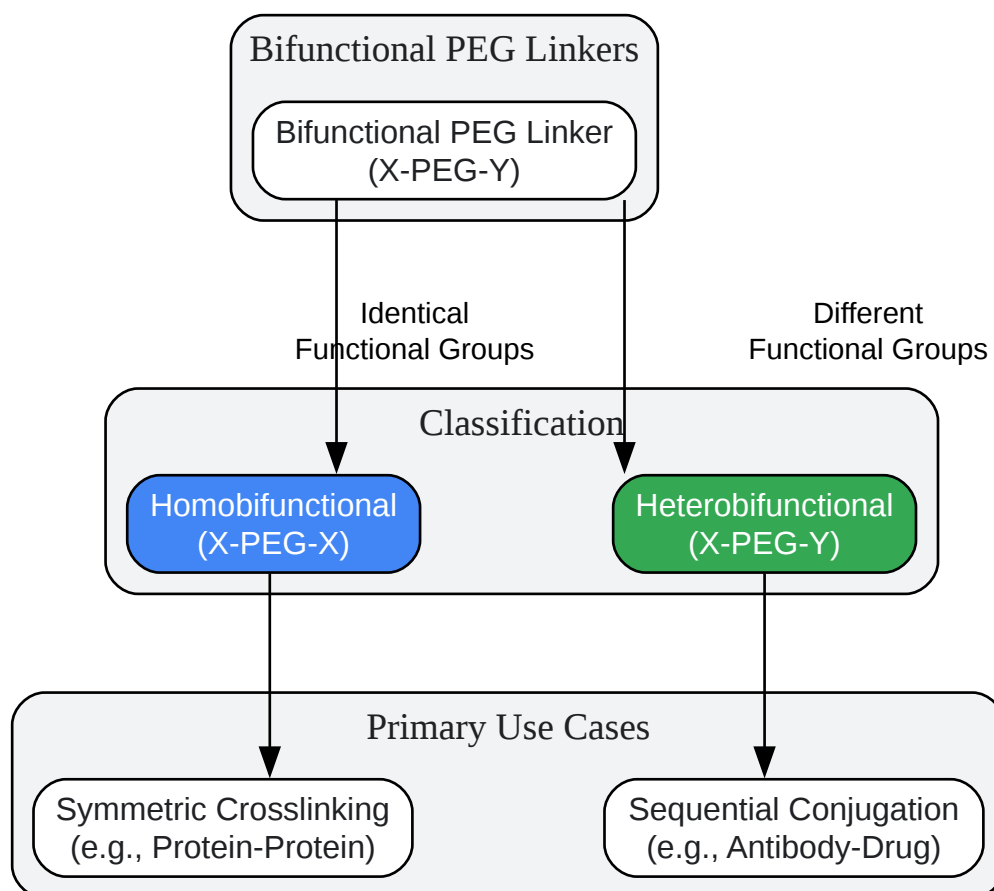 Bifunctional PEG Linkers
Bifunctional PEG Linker
(X-PEG-Y)
Identical
Functional Groups
Different
Functional Groups
Classification
Homobifunctional
(X-PEG-X)
Heterobifunctional
(X-PEG-Y)
Primary Use Cases
Symmetric Crosslinking
(e.g., Protein-Protein)
Sequential Conjugation
(e.g., Antibody-Drug)